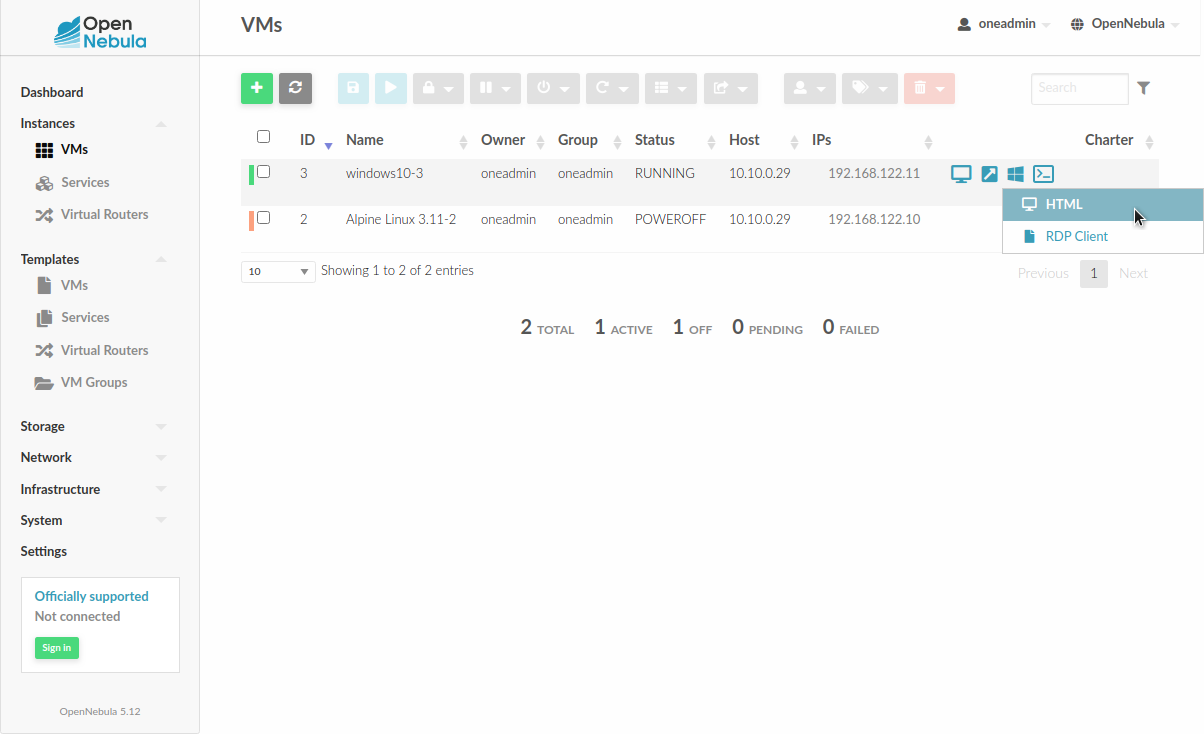 Open
Nebula
VMs
oneadmin
OpenNebula
Dashboard
Instances
VMs
Services
Virtual Routers
Templates
VMs
Services
Virtual Routers
VM Groups
Storage
Network
Infrastructure
System
Settings
Officially supported
Not connected
Sign in
OpenNebula 5.12
Search
ID Name Owner Group Status Host IPs Charter
3 windows10-3 oneadmin oneadmin RUNNING 10.10.0.29 192.168.122.11
2 Alpine Linux 3.11-2 oneadmin oneadmin POWEROFF 10.10.0.29 192.168.122.10
HTML
RDP Client
10 Showing 1 to 2 of 2 entries
Previous 1 Next
2 TOTAL 1 ACTIVE 1 OFF 0 PENDING 0 FAILED